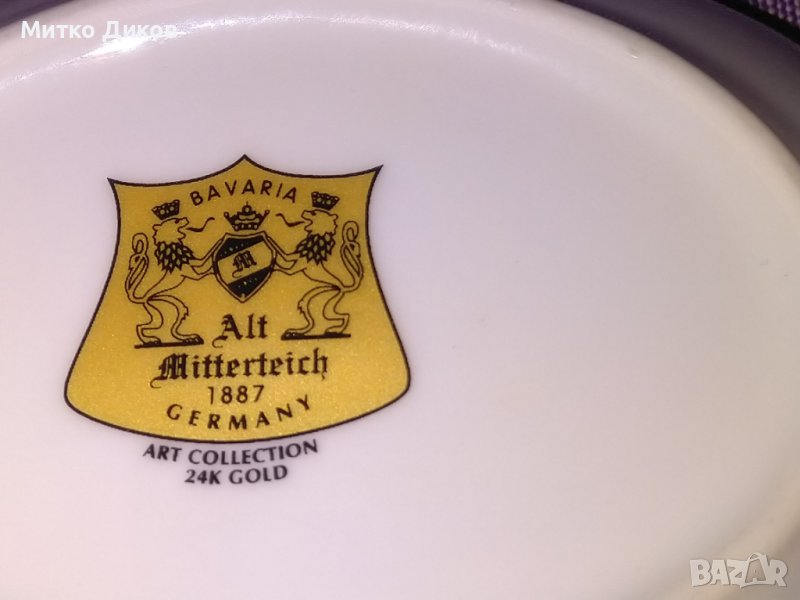 Митко Диков
BAVARIA
M
Alt
Mitterteich
1887
GERMANY
ART COLLECTION
24K GOLD
BAZAR